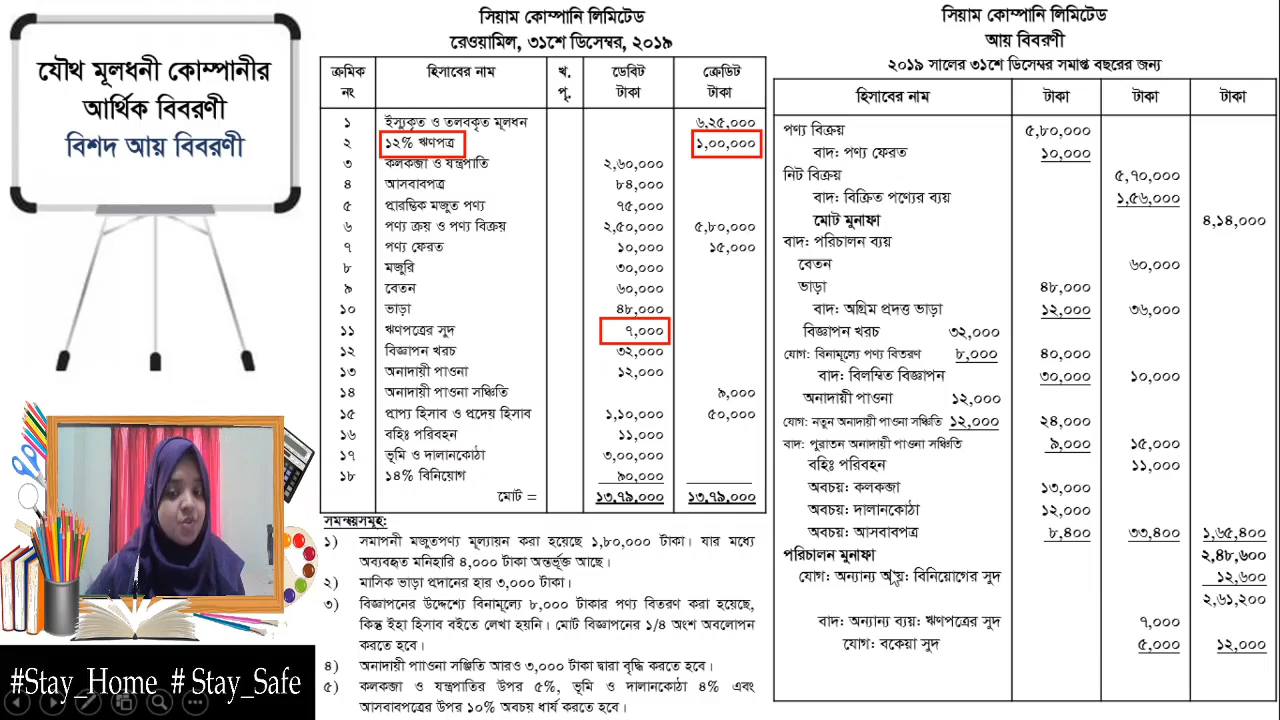 যৌথ মূলধনী কোম্পানীর
আর্থিক বিবরণী
বিশদ আয় বিবরণী
#Stay_Home # Stay_Safe
সিয়াম কোম্পানি লিমিটেড
রেওয়ামিল, ৩১শে ডিসেম্বর, ২০১৯
ক্রমিক নং হিসাবের নাম খ. পৃ. ডেবিট টাকা ক্রেডিট টাকা
১ ইস্যুকৃত ও তলবকৃত মূলধন ৬,২৫,০০০
২ ১২% ঋণপত্র ১,০০,০০০
৩ কলকব্জা ও যন্ত্রপাতি ২,৬০,০০০
৪ আসবাবপত্র ৮৪,০০০
৫ প্রারম্ভিক মজুত পণ্য ৭৫,০০০
৬ পণ্য ক্রয় ও পণ্য বিক্রয় ২,৫০,০০০ ৫,৮০,০০০
৭ পণ্য ফেরত ১০,০০০ ১৫,০০০
৮ মজুরি ৩০,০০০
৯ বেতন ৬০,০০০
১০ ভাড়া ৪৮,০০০
১১ ঋণপত্রের সুদ ৭,০০০
১২ বিজ্ঞাপন খরচ ৩২,০০০
১৩ অনাদায়ী পাওনা ১২,০০০
১৪ অনাদায়ী পাওনা সঞ্চিতি ৯,০০০
১৫ প্রাপ্য হিসাব ও প্রদেয় হিসাব ১,১০,০০০ ৫০,০০০
১৬ বহিঃ পরিবহন ১১,০০০
১৭ ভূমি ও দালানকোঠা ৩,০০,০০০
১৮ ১৪% বিনিয়োগ ৯০,০০০
মোট = ১৩,৭৯,০০০ ১৩,৭৯,০০০
সমন্বয়সমূহ:
১) সমাপনী মজুতপণ্য মূল্যায়ন করা হয়েছে ১,৮০,০০০ টাকা। যার মধ্যে
অব্যবহৃত মনিহারি ৪,০০০ টাকা অন্তর্ভূক্ত আছে।
২) মাসিক ভাড়া প্রদানের হার ৩,০০০ টাকা।
৩) বিজ্ঞাপনের উদ্দেশ্যে বিনামূল্যে ৮,০০০ টাকার পণ্য বিতরণ করা হয়েছে,
কিন্তু ইহা হিসাব বইতে লেখা হয়নি। মোট বিজ্ঞাপনের ১/৪ অংশ অবলোপন
করতে হবে।
৪) অনাদায়ী পাাওনা সঞ্জিতি আরও ৩,০০০ টাকা দ্বারা বৃদ্ধি করতে হবে।
৫) কলকব্জা ও যন্ত্রপাতির উপর ৫%, ভূমি ও দালানকোঠা ৪% এবং
আসবাবপত্রের উপর ১০% অবচয় ধার্য করতে হবে।
সিয়াম কোম্পানি লিমিটেড
আয় বিবরণী
২০১৯ সালের ৩১শে ডিসেম্বর সমাপ্ত বছরের জন্য
হিসাবের নাম টাকা টাকা টাকা
পণ্য বিক্রয় ৫,৮০,০০০
বাদ: পণ্য ফেরত ১০,০০০
নিট বিক্রয় ৫,৭০,০০০
বাদ: বিক্রিত পণ্যের ব্যয় ১,৫৬,০০০
মোট মুনাফা ৪,১৪,০০০
বাদ: পরিচালন ব্যয়
বেতন ৬০,০০০
ভাড়া ৪৮,০০০
বাদ: অগ্রিম প্রদত্ত ভাড়া ১২,০০০ ৩৬,০০০
বিজ্ঞাপন খরচ ৩২,০০০
যোগ: বিনামূল্যে পণ্য বিতরণ ৮,০০০ ৪০,০০০
বাদ: বিলম্বিত বিজ্ঞাপন ৩০,০০০ ১০,০০০
অনাদায়ী পাওনা ১২,০০০
যোগ: নতুন অনাদায়ী পাওনা সঞ্চিতি ১২,০০০ ২৪,০০০
বাদ: পুরাতন অনাদায়ী পাওনা সঞ্চিতি ৯,০০০ ১৫,০০০
বহিঃ পরিবহন ১১,০০০
অবচয়: কলকব্জা ১৩,০০০
অবচয়: দালানকোঠা ১২,০০০
অবচয়: আসবাবপত্র ৮,৪০০ ৩৩,৪০০ ১,৬৫,৪০০
পরিচালন মুনাফা ২,৪৮,৬০০
যোগ: অন্যান্য আয়: বিনিয়োগের সুদ ১২,৬০০
২,৬১,২০০
বাদ: অন্যান্য ব্যয়: ঋণপত্রের সুদ ৭,০০০
যোগ: বকেয়া সুদ ৫,০০০ ১২,০০০